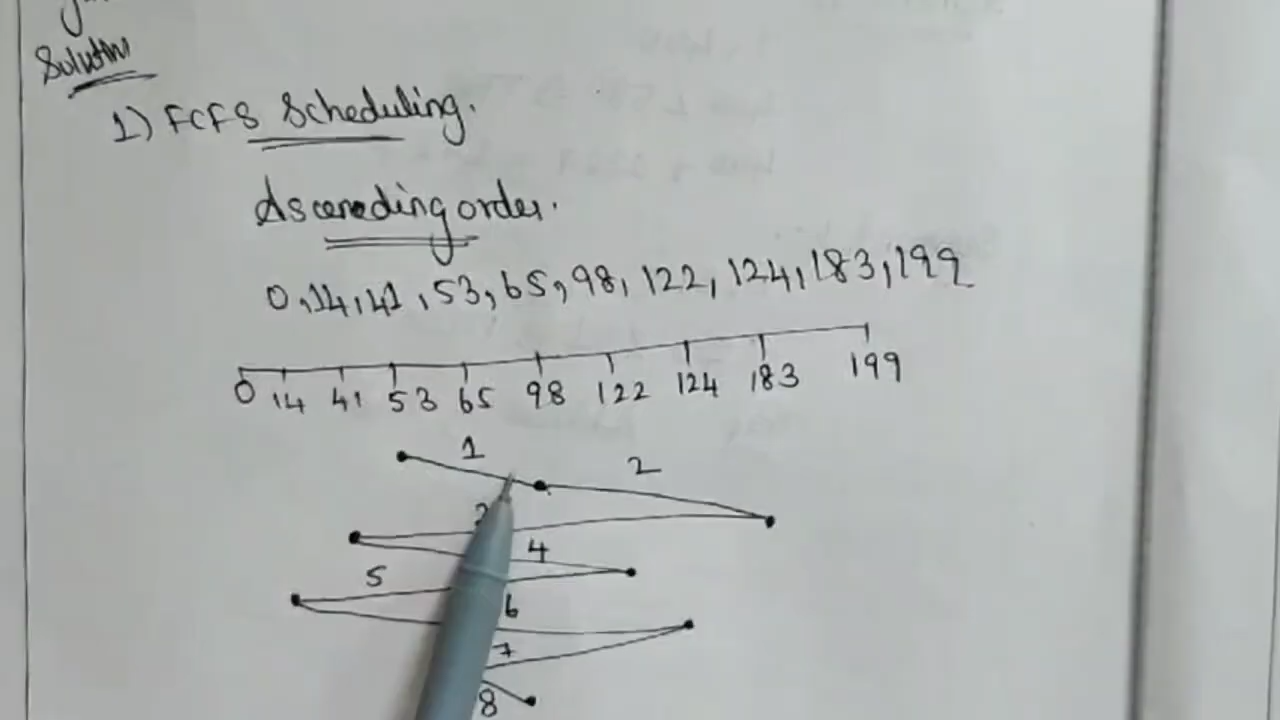 Solution
1) FCFS Scheduling.
Ascending order.
0, 14, 41, 53, 65, 98, 122, 124, 183, 199
0 14 41 53 65 98 122 124 183 199
1 2
4
5
6
7
8